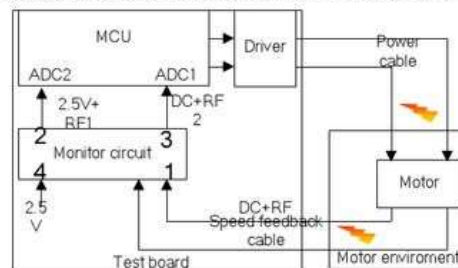 MCU
Driver
Power
cable
ADC2
ADC1
2.5V+
RF1
DC+RF
2
2
3
Monitor circuit
4
1
Motor
2.5
V
DC+RF
Speed feedback
cable
Test board
Motor enviroment